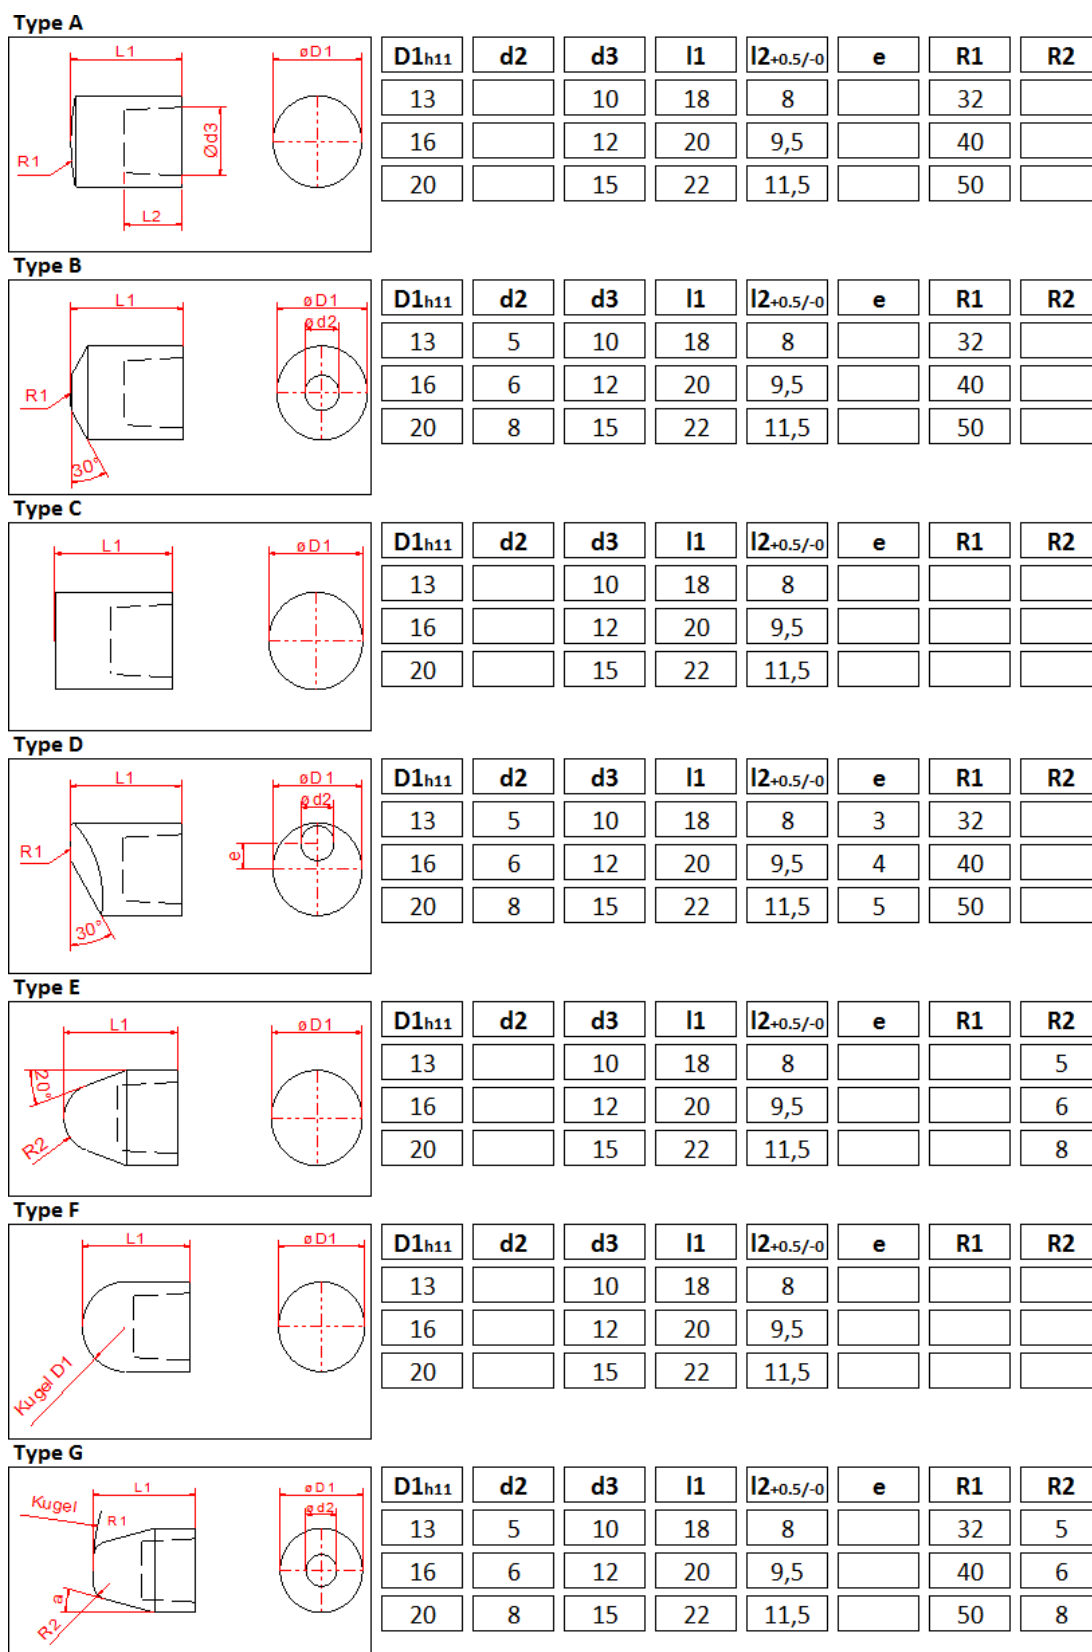 Type A
L1 øD1
Ød3
R1
L2
D1h11 d2 d3 l1 l2+0.5/-0 e R1 R2
13 10 18 8 32
16 12 20 9,5 40
20 15 22 11,5 50
Type B
L1 øD1
ød2
R1
30°
D1h11 d2 d3 l1 l2+0.5/-0 e R1 R2
13 5 10 18 8 32
16 6 12 20 9,5 40
20 8 15 22 11,5 50
Type C
L1 øD1
D1h11 d2 d3 l1 l2+0.5/-0 e R1 R2
13 10 18 8
16 12 20 9,5
20 15 22 11,5
Type D
L1 øD1
ød2
R1 e
30°
D1h11 d2 d3 l1 l2+0.5/-0 e R1 R2
13 5 10 18 8 3 32
16 6 12 20 9,5 4 40
20 8 15 22 11,5 5 50
Type E
L1 øD1
20°
R2
D1h11 d2 d3 l1 l2+0.5/-0 e R1 R2
13 10 18 8 5
16 12 20 9,5 6
20 15 22 11,5 8
Type F
L1 øD1
Kugel D1
D1h11 d2 d3 l1 l2+0.5/-0 e R1 R2
13 10 18 8
16 12 20 9,5
20 15 22 11,5
Type G
L1 øD1
Kugel ød2
R1
a
R2
D1h11 d2 d3 l1 l2+0.5/-0 e R1 R2
13 5 10 18 8 32 5
16 6 12 20 9,5 40 6
20 8 15 22 11,5 50 8